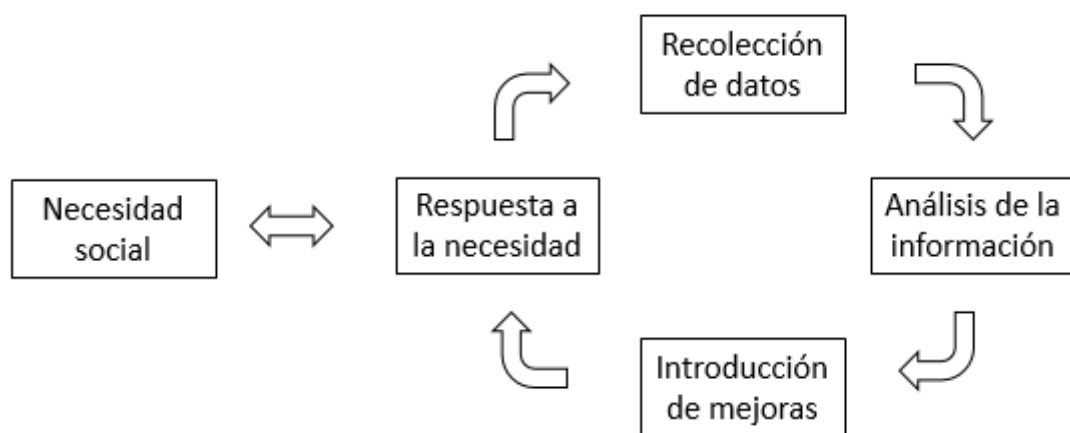 Recolección
de datos
Necesidad
social
Respuesta a
la necesidad
Análisis de la
información
Introducción
de mejoras